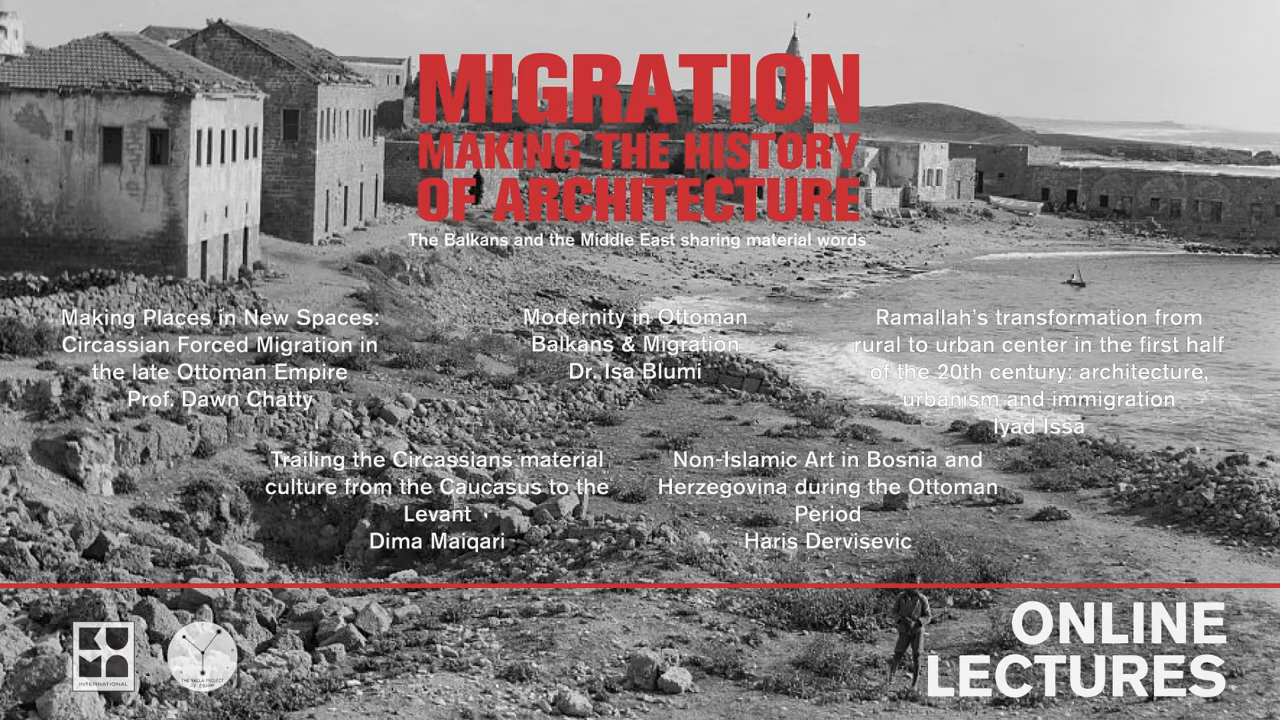 MIGRATION
MAKING THE HISTORY
OF ARCHITECTURE
The Balkans and the Middle East sharing material words
Making Places in New Spaces:
Circassian Forced Migration in
the late Ottoman Empire
Prof. Dawn Chatty
Modernity in Ottoman
Balkans & Migration
Dr. Isa Blumi
Ramallah's transformation from
rural to urban center in the first half
of the 20th century: architecture,
urbanism and immigration
Iyad Issa
Trailing the Circassians material
culture from the Caucasus to the
Levant
Dima Maiqari
Non-Islamic Art in Bosnia and
Herzegovina during the Ottoman
Period
Haris Dervisevic
INTERNATIONAL
THE YALLA PROJECT
ONLINE
LECTURES